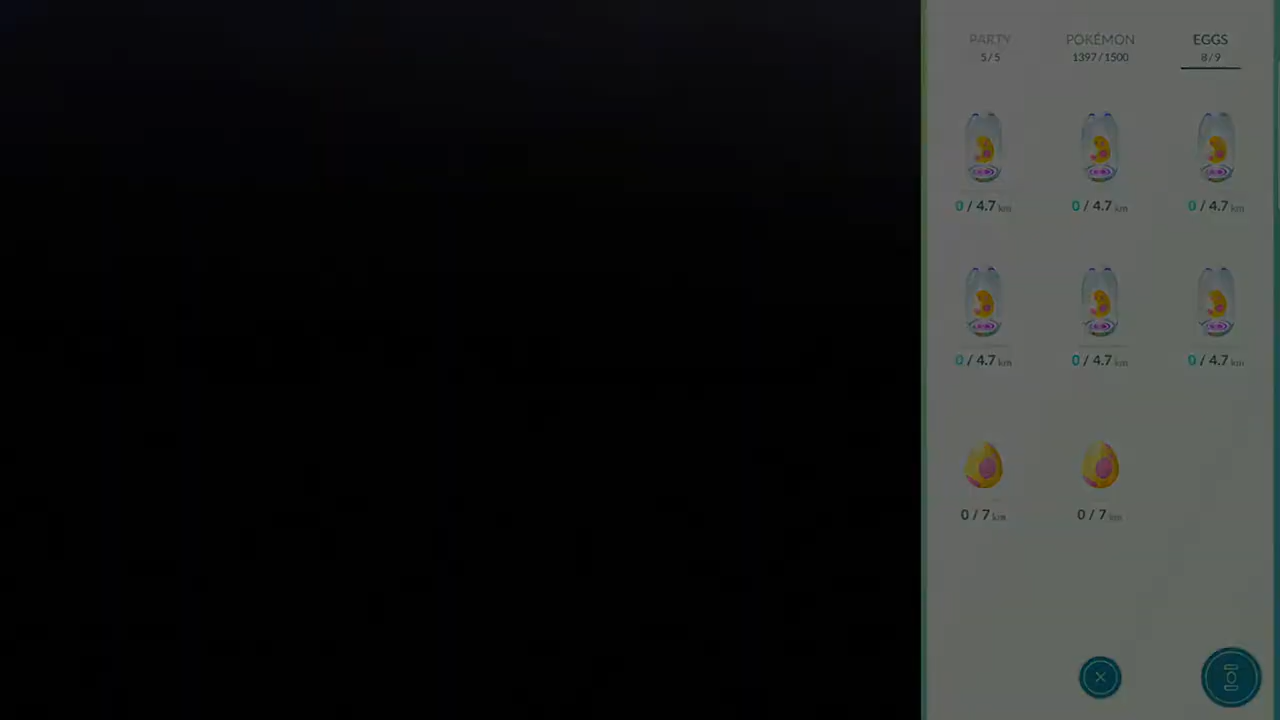 PARTY POKÉMON EGGS
5/5 1397/1500 8/9
0 / 4.7 km 0 / 4.7 km 0 / 4.7 km
0 / 4.7 km 0 / 4.7 km 0 / 4.7 km
0 / 7 km 0 / 7 km